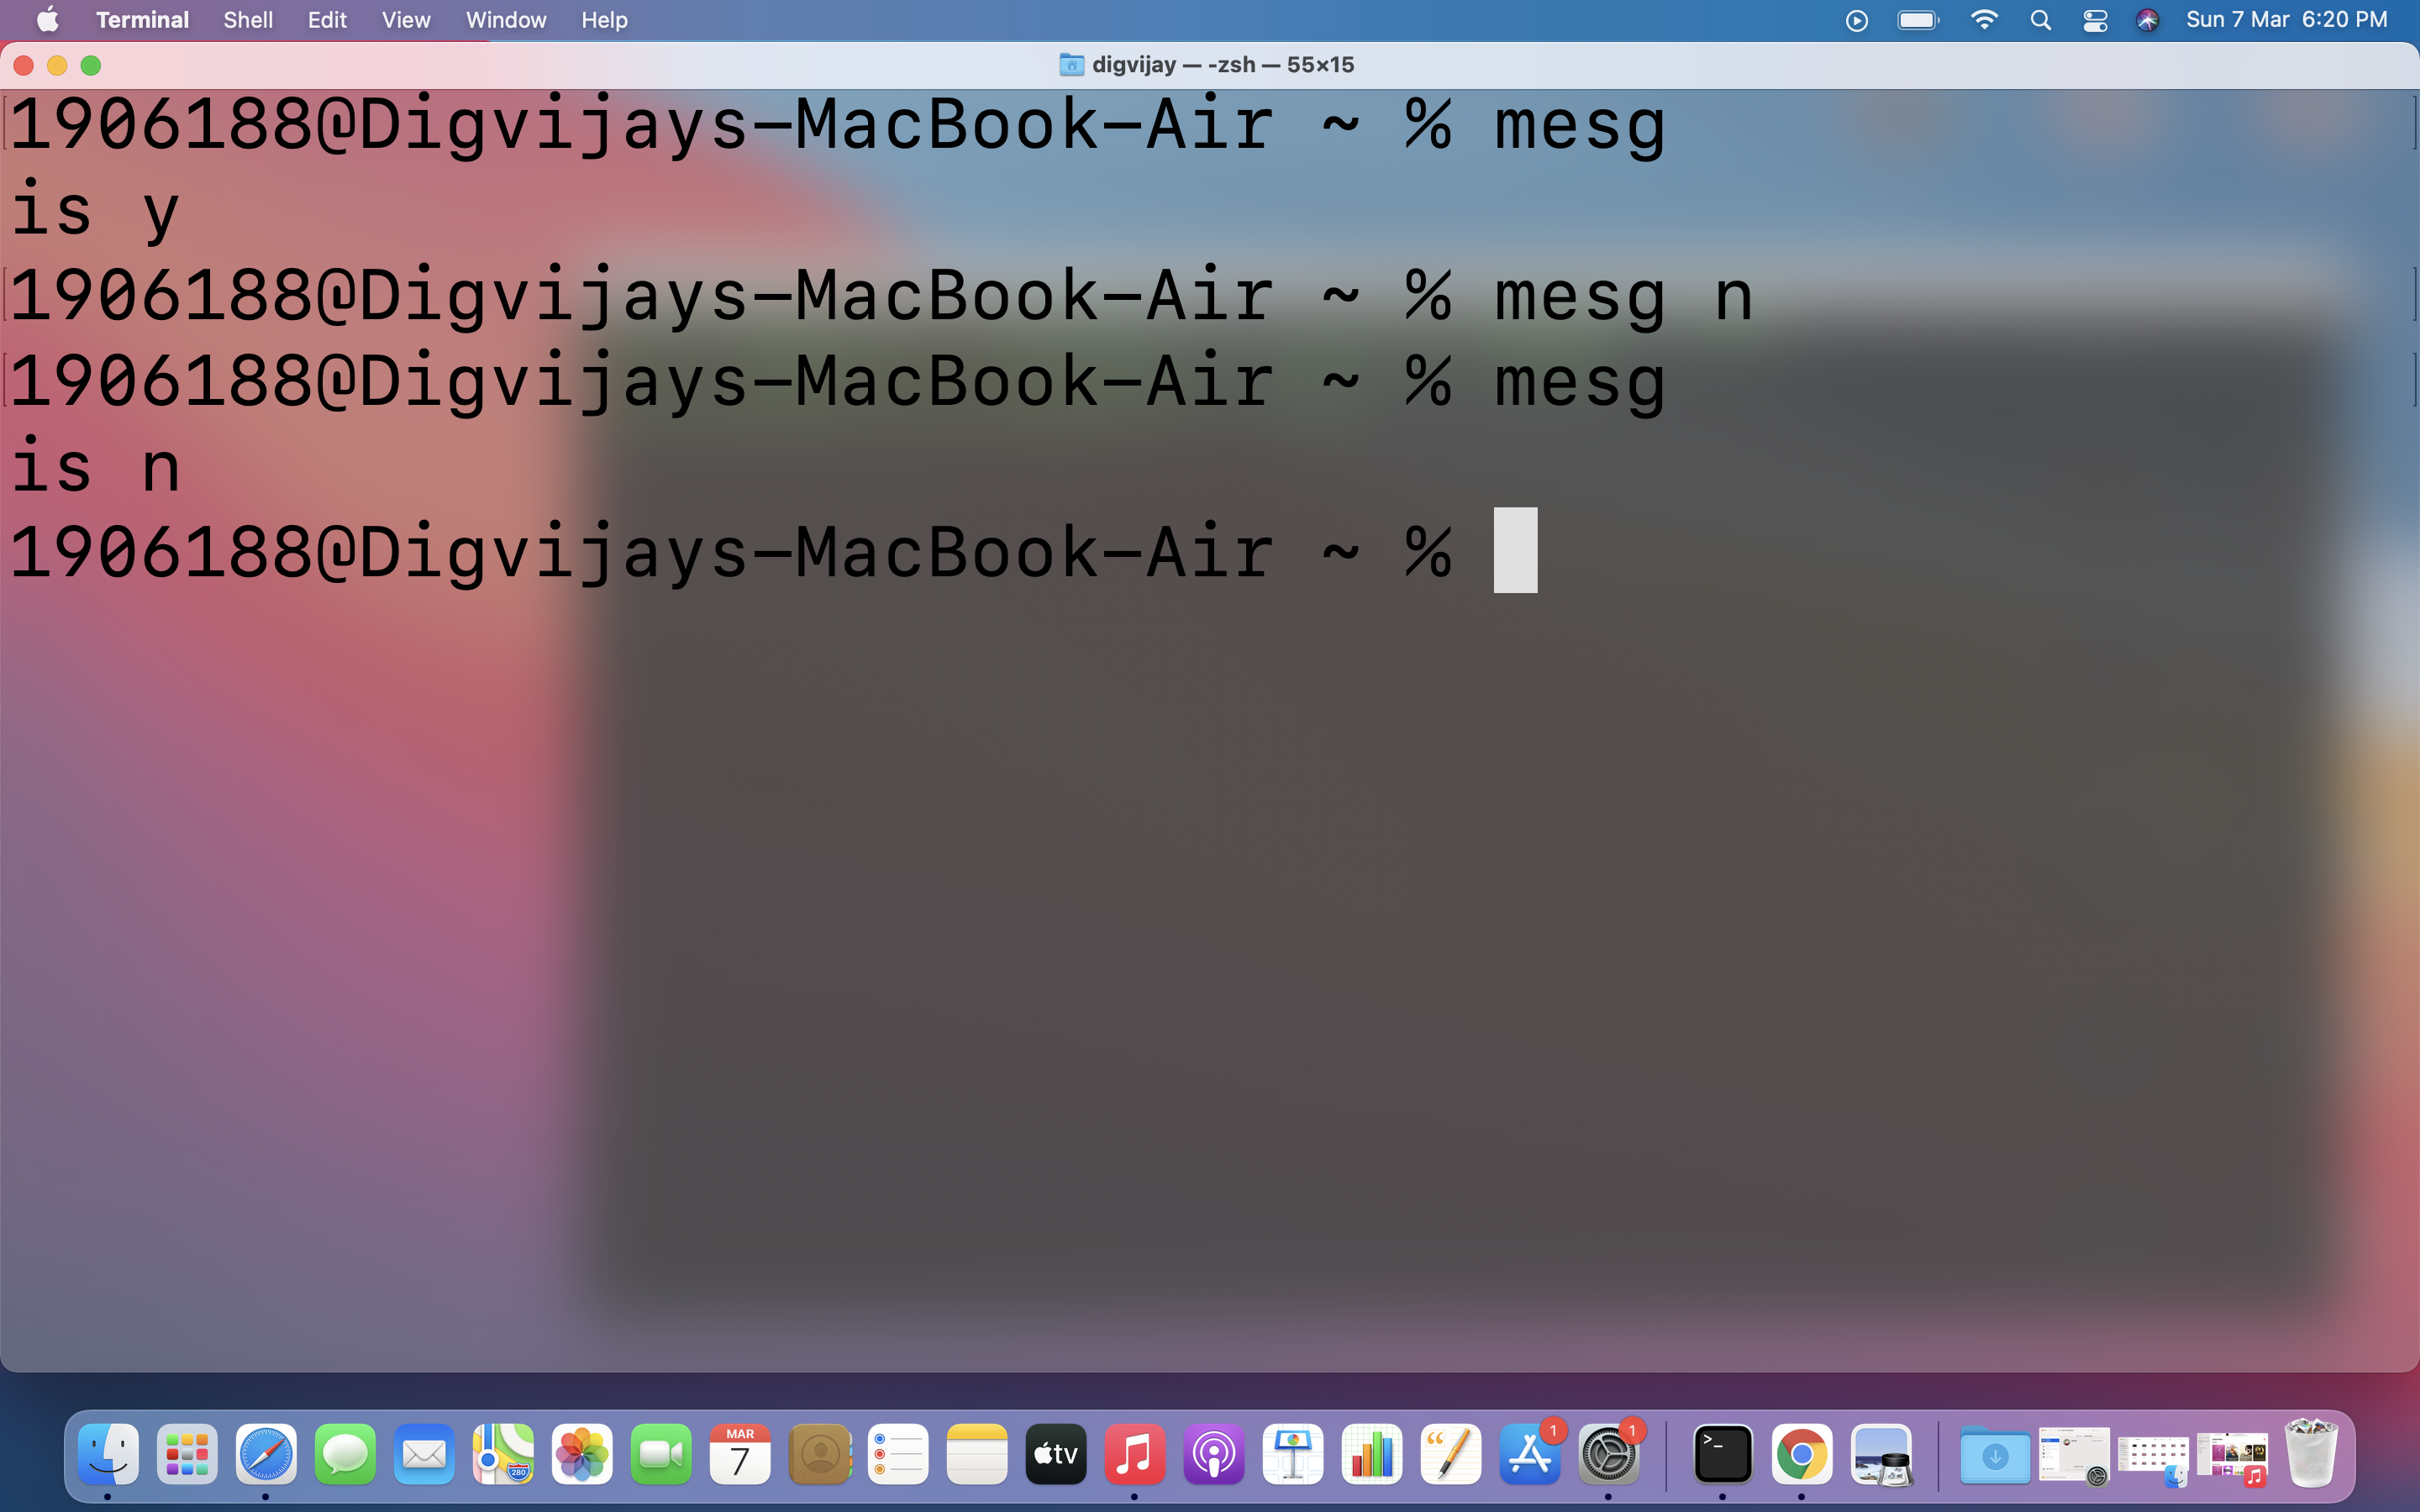 Terminal Shell Edit View Window Help Sun 7 Mar 6:20 PM
digvijay — -zsh — 55×15
1906188@Digvijays-MacBook-Air ~ % mesg
is y
1906188@Digvijays-MacBook-Air ~ % mesg n
1906188@Digvijays-MacBook-Air ~ % mesg
is n
1906188@Digvijays-MacBook-Air ~ %
280
MAR
7
tv
1
1
>_